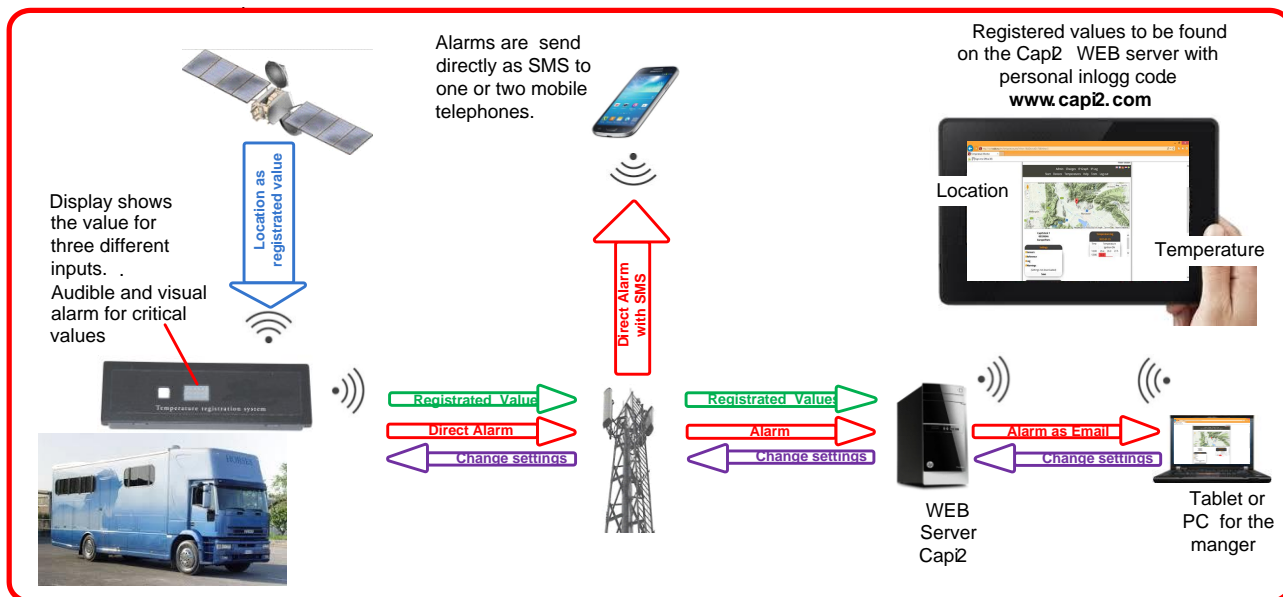 Alarms are send
directly as SMS to
one or two mobile
telephones.
Registered values to be found
on the Capi2 WEB server with
personal inlogg code
www.capi2.com
Location as
registrated value
Display shows
the value for
three different
inputs. .
Audible and visual
alarm for critical
values
Direct Alarm
with SMS
Location
Temperature
Temperature registration system
Registrated Value
Direct Alarm
Change settings
Registrated Values
Alarm
Change settings
Alarm as Email
Change settings
WEB
Server
Capi2
Tablet or
PC for the
manger